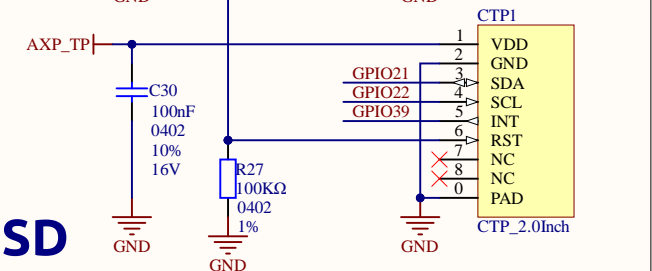 GND
GND
CTP1
AXP_TP
1 VDD
2 GND
GPIO21 3 SDA
GPIO22 4 SCL
GPIO39 5 INT
6 RST
7 NC
8 NC
0 PAD
CTP_2.0Inch
C30
100nF
0402
10%
16V
R27
100KΩ
0402
1%
SD
GND
GND
GND